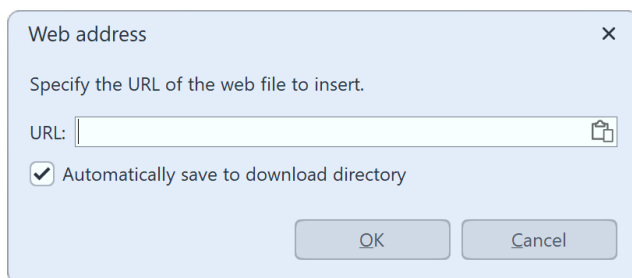 Web address
Specify the URL of the web file to insert.
URL:
Automatically save to download directory
OK
Cancel